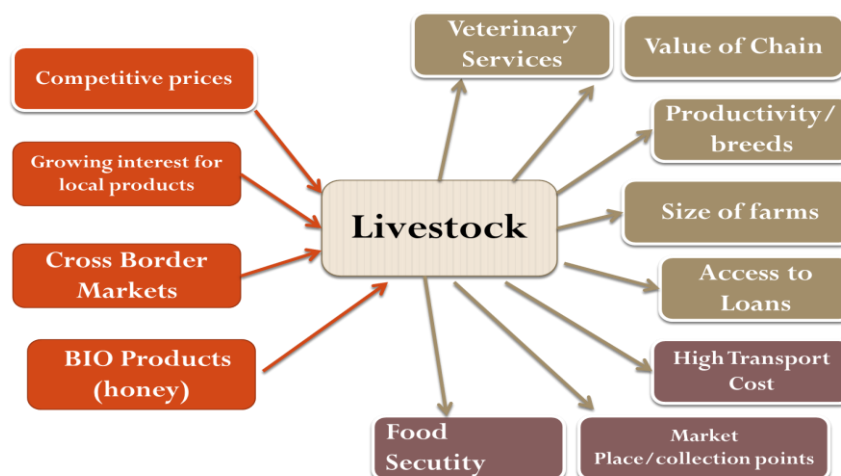 Competitive prices
Growing interest for
local products
Cross Border
Markets
BIO Products
(honey)
Livestock
Veterinary
Services
Value of Chain
Productivity/
breeds
Size of farms
Access to
Loans
High Transport
Cost
Market
Place/collection points
Food
Secutity